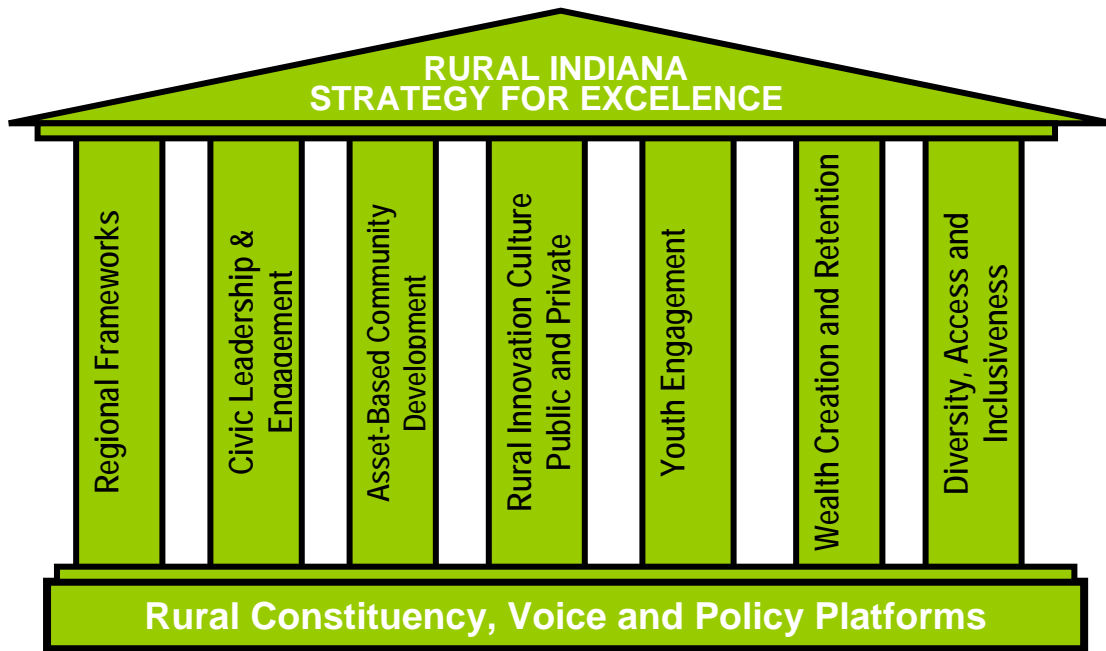 RURAL INDIANA
STRATEGY FOR EXCELENCE
Regional Frameworks
Civic Leadership &
Engagement
Asset-Based Community
Development
Rural Innovation Culture
Public and Private
Youth Engagement
Wealth Creation and Retention
Diversity, Access and
Inclusiveness
Rural Constituency, Voice and Policy Platforms